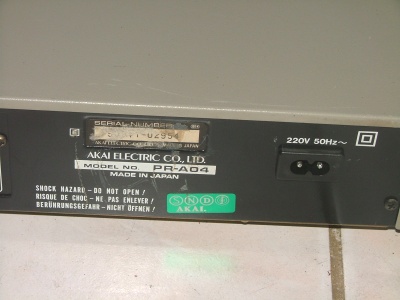 SERIAL NUMBER
AKAI ELECTRIC CO., LTD.
MODEL NO. PR-A04
MADE IN JAPAN
220V 50Hz~
SHOCK HAZARD-DO NOT OPEN!
RISQUE DE CHOC-NE PAS ENLEVER!
BERÜHRUNGSGEFAHR-NICHT ÖFFNEN!
S N D F
AKAI